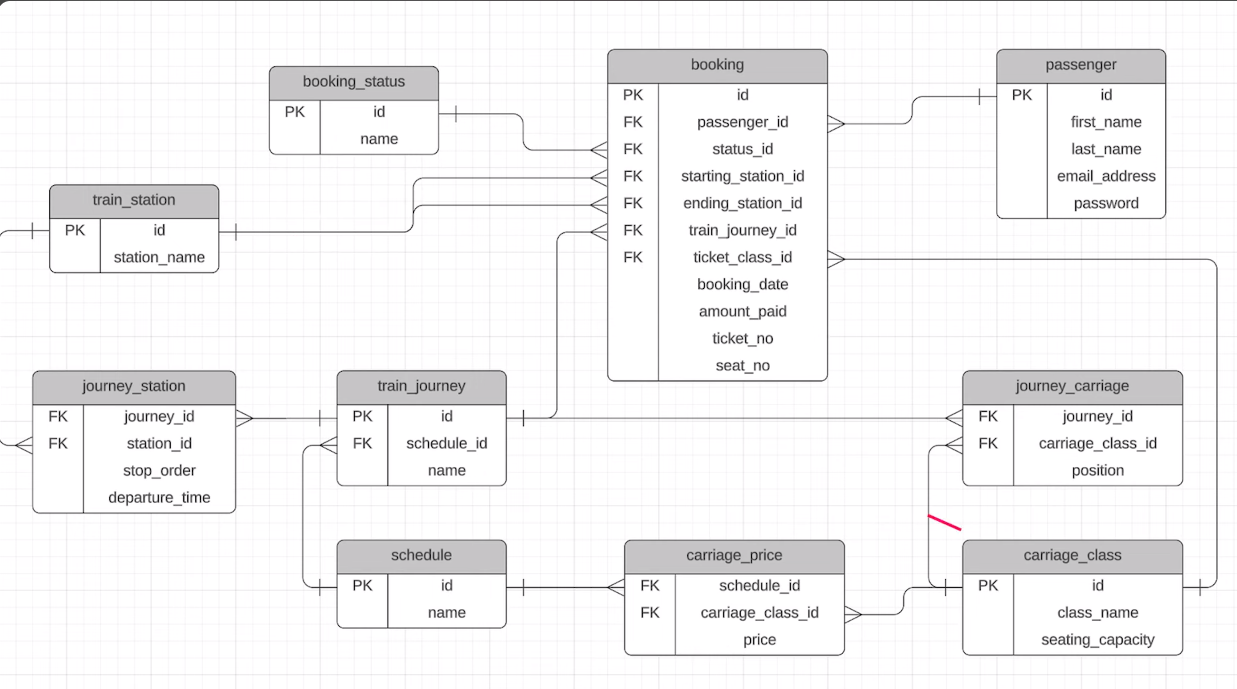 booking_status
PK id
name
booking
PK id
FK passenger_id
FK status_id
FK starting_station_id
FK ending_station_id
FK train_journey_id
FK ticket_class_id
booking_date
amount_paid
ticket_no
seat_no
passenger
PK id
first_name
last_name
email_address
password
train_station
PK id
station_name
journey_station
FK journey_id
FK station_id
stop_order
departure_time
train_journey
PK id
FK schedule_id
name
journey_carriage
FK journey_id
FK carriage_class_id
position
schedule
PK id
name
carriage_price
FK schedule_id
FK carriage_class_id
price
carriage_class
PK id
class_name
seating_capacity